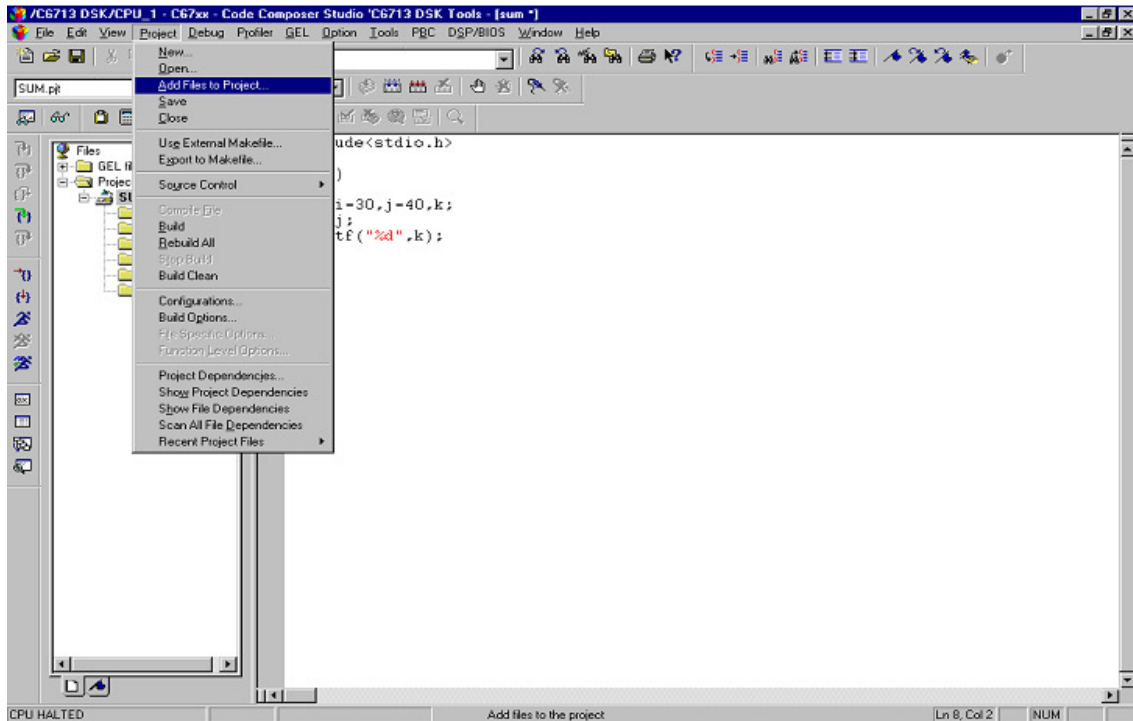 /C6713 DSK/CPU_1 - C67xx - Code Composer Studio 'C6713 DSK Tools - [sum *]
File Edit View Project Debug Profiler GEL Option Tools PBC DSP/BIOS Window Help
SUM.pjt
New...
Open...
Add Files to Project...
Save
Close
Use External Makefile...
Export to Makefile...
Source Control
Compile File
Build
Rebuild All
Stop Build
Build Clean
Configurations...
Build Options...
File Specific Options...
Function Level Options...
Project Dependencies...
Show Project Dependencies
Show File Dependencies
Scan All File Dependencies
Recent Project Files
Files
GEL fi
Projec
SU
ude<stdio.h>
)
i=30,j=40,k;
j;
tf("%d",k);
CPU HALTED
Add files to the project
Ln 8, Col 2
NUM